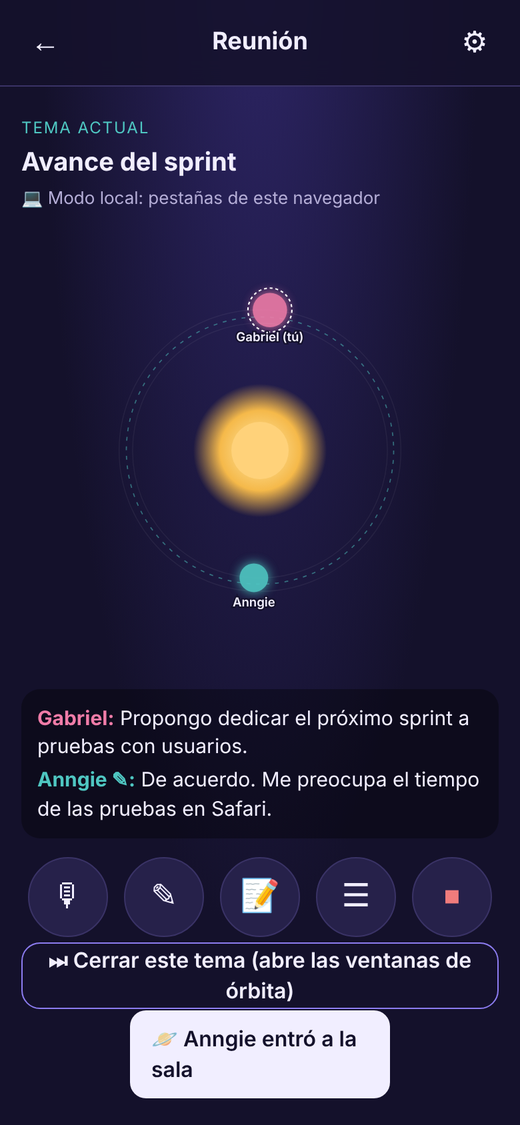 ← Reunión ⚙
TEMA ACTUAL
Avance del sprint
💻 Modo local: pestañas de este navegador
Gabriel (tú)
Anngie
Gabriel: Propongo dedicar el próximo sprint a
pruebas con usuarios.
Anngie ✎: De acuerdo. Me preocupa el tiempo
de las pruebas en Safari.
⏭ Cerrar este tema (abre las ventanas de
órbita)
🪐 Anngie entró a la
sala